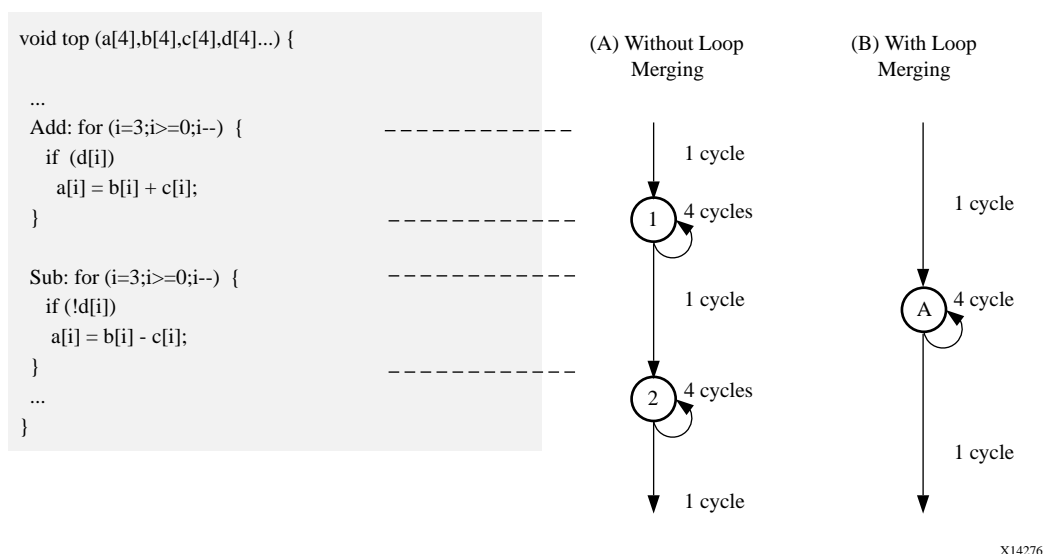 void top (a[4],b[4],c[4],d[4]...) {
...
Add: for (i=3;i>=0;i--) {
if (d[i])
a[i] = b[i] + c[i];
}
Sub: for (i=3;i>=0;i--) {
if (!d[i])
a[i] = b[i] - c[i];
}
...
}
(A) Without Loop
Merging
1 cycle
1
4 cycles
1 cycle
2
4 cycles
1 cycle
(B) With Loop
Merging
1 cycle
A
4 cycle
1 cycle
X14276